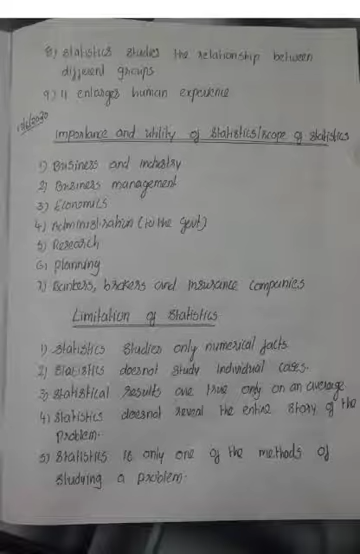 8) Statistics studies the relationship between
different groups
9) It enlarges human experience
Importance and utility of statistics/scope of statistics
1) Business and industry
2) Business management
3) Economics
4) Administration (to the govt)
5) Research
6) planning
7) Bankers, brokers and Insurance companies
Limitation of Statistics
1) Statistics studies only numerical facts.
2) Statistics doesnot study individual cases.
3) Statistical results are true only on an average
4) Statistics doesnot reveal the entire story of the
problem.
5) Statistics is only one of the methods of
studying a problem.